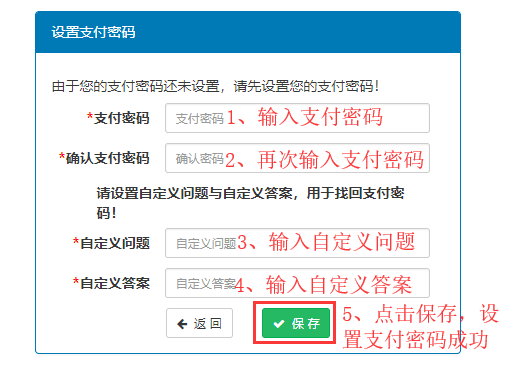 设置支付密码
由于您的支付密码还未设置，请先设置您的支付密码！
*支付密码 支付密码 1、输入支付密码
*确认支付密码 确认密码 2、再次输入支付密码
请设置自定义问题与自定义答案，用于找回支付密
码！
*自定义问题 自定义问题 3、输入自定义问题
*自定义答案 自定义答案 4、输入自定义答案
返回 保存 5、点击保存，设
置支付密码成功